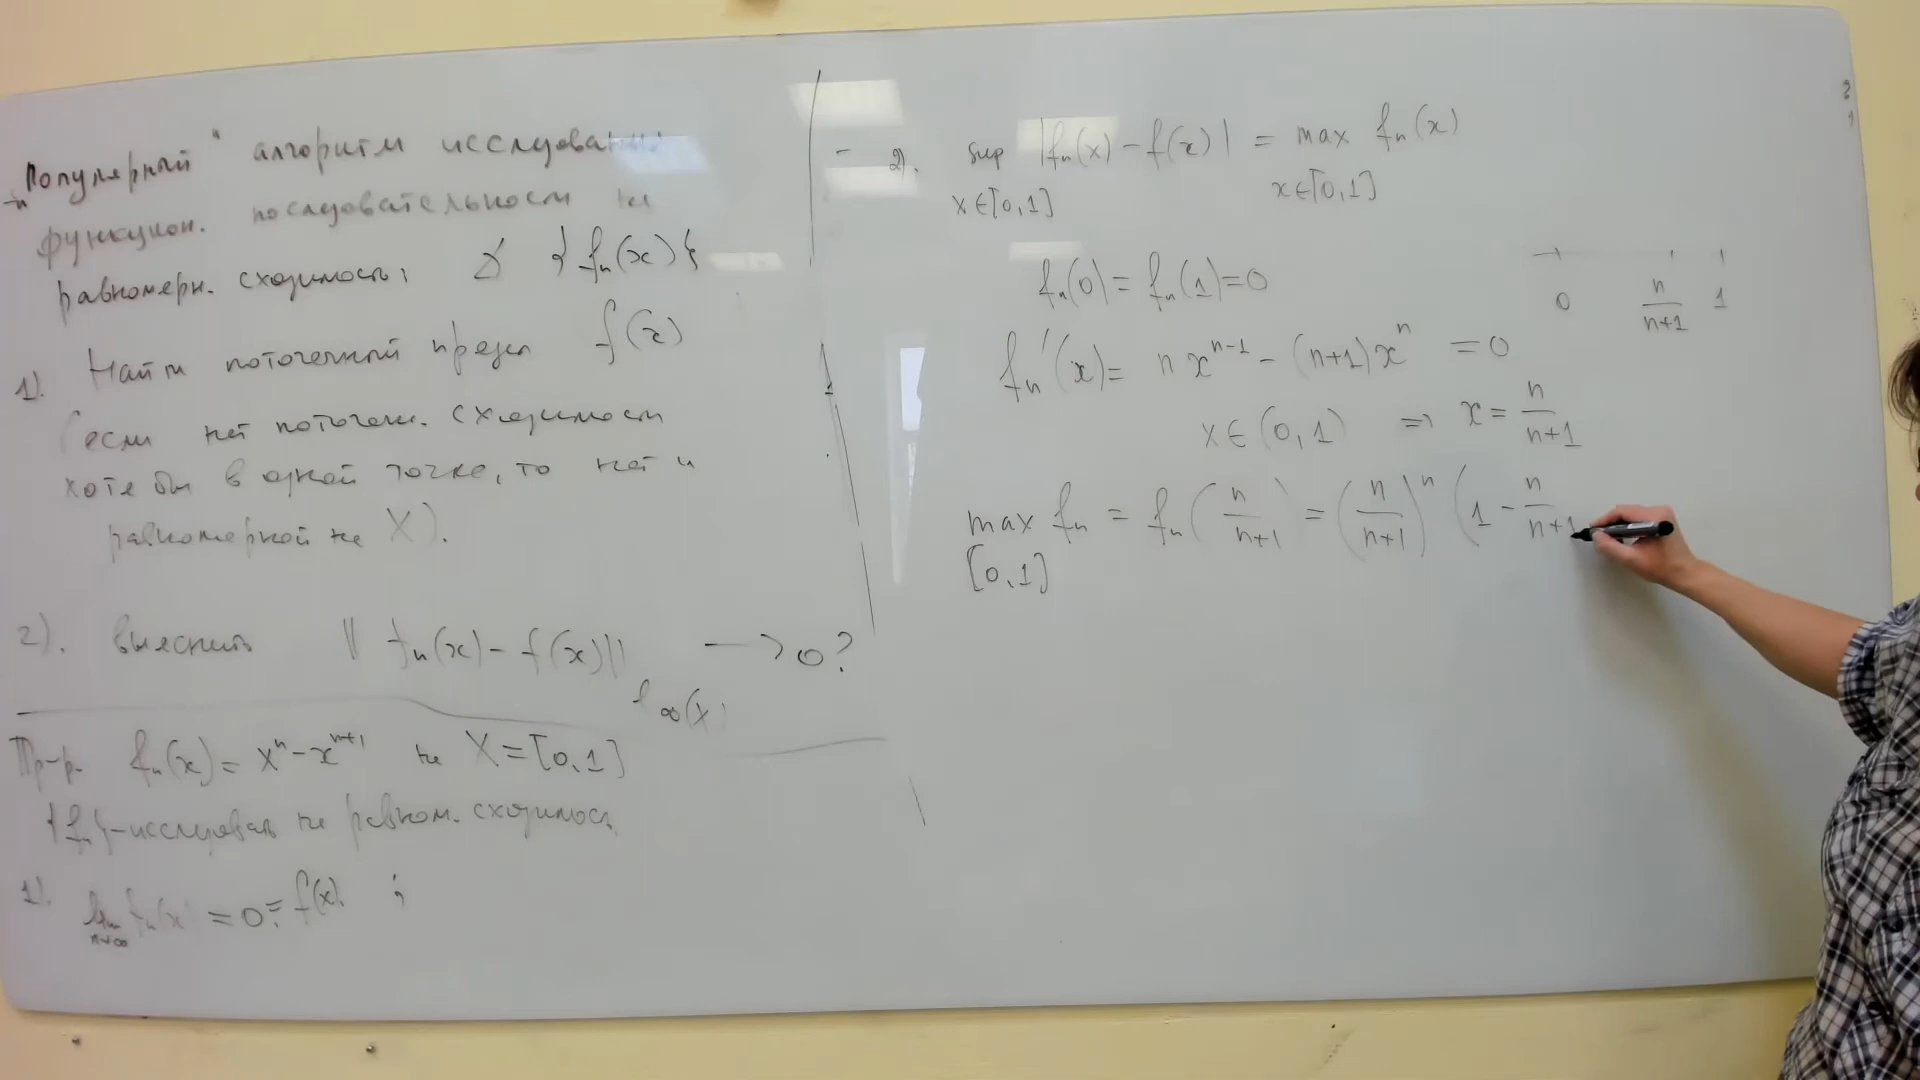 „Популярный“ алгоритм исследования
функцион. последовательности на
равномерн. сходимость: {fₙ(x)}
1). Найти поточечный предел f(x)
(если нет поточечн. сходимости
хотя бы в одной точке, то нет и
равномерной на X).
2). выяснить ‖fₙ(x) – f(x)‖ ℓ∞(X) → 0?
Пр-р. fₙ(x) = xⁿ – xⁿ⁺¹ на X = [0,1]
{fₙ} – исследовать на равном. сходимость
1). lim n→∞ fₙ(x) = 0 = f(x) ;
2). sup |fₙ(x) – f(x)| = max fₙ(x)
x∈[0,1] x∈[0,1]
fₙ(0) = fₙ(1) = 0
0 n/(n+1) 1
fₙ′(x) = n xⁿ⁻¹ – (n+1)xⁿ = 0
x∈(0,1) ⇒ x = n/(n+1)
max fₙ = fₙ(n/(n+1)) = (n/(n+1))ⁿ (1 – n/(n+1)
[0,1]